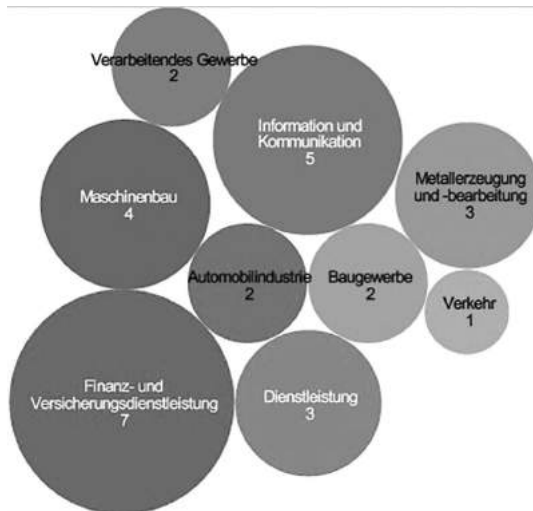 Verarbeitendes Gewerbe
2
Information und
Kommunikation
5
Metallerzeugung
und -bearbeitung
3
Maschinenbau
4
Automobilindustrie
2
Baugewerbe
2
Verkehr
1
Finanz- und
Versicherungsdienstleistung
7
Dienstleistung
3